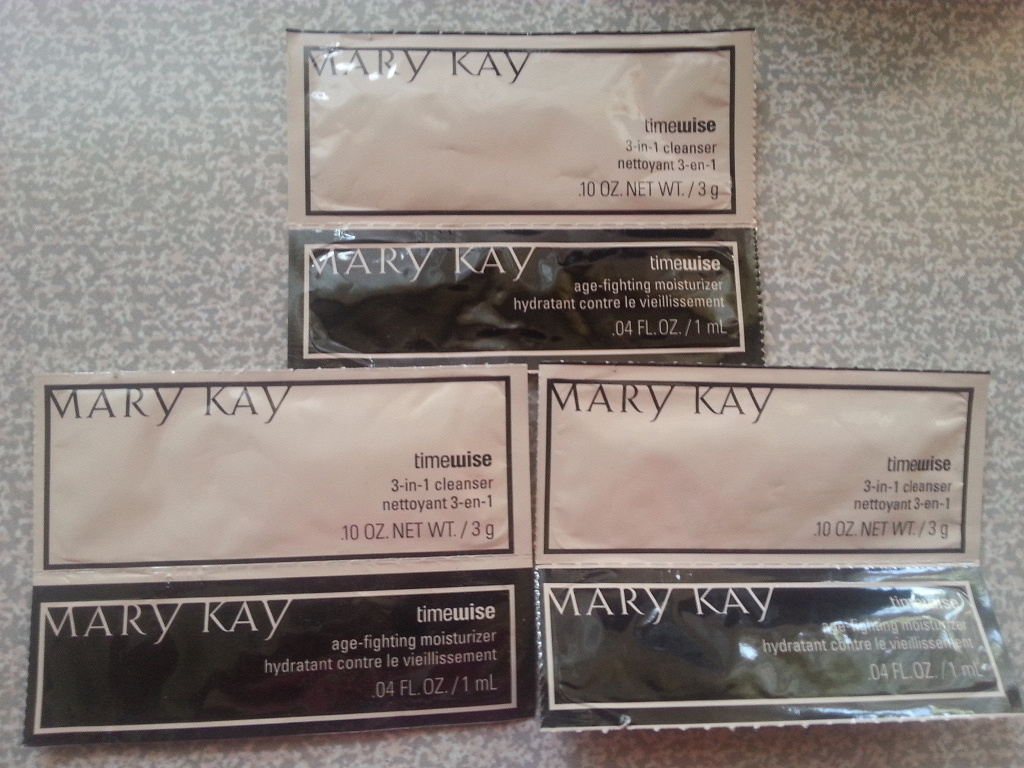 MARY KAY
timewise
3-in-1 cleanser
nettoyant 3-en-1
.10 OZ. NET WT. / 3 g
MARY KAY
timewise
age-fighting moisturizer
hydratant contre le vieillissement
.04 FL. OZ. / 1 mL
MARY KAY
timewise
3-in-1 cleanser
nettoyant 3-en-1
.10 OZ. NET WT. / 3 g
MARY KAY
timewise
age-fighting moisturizer
hydratant contre le vieillissement
.04 FL. OZ. / 1 mL
MARY KAY
timewise
3-in-1 cleanser
nettoyant 3-en-1
.10 OZ. NET WT. / 3 g
MARY KAY
timewise
age-fighting moisturizer
hydratant contre le vieillissement
.04 FL. OZ. / 1 mL